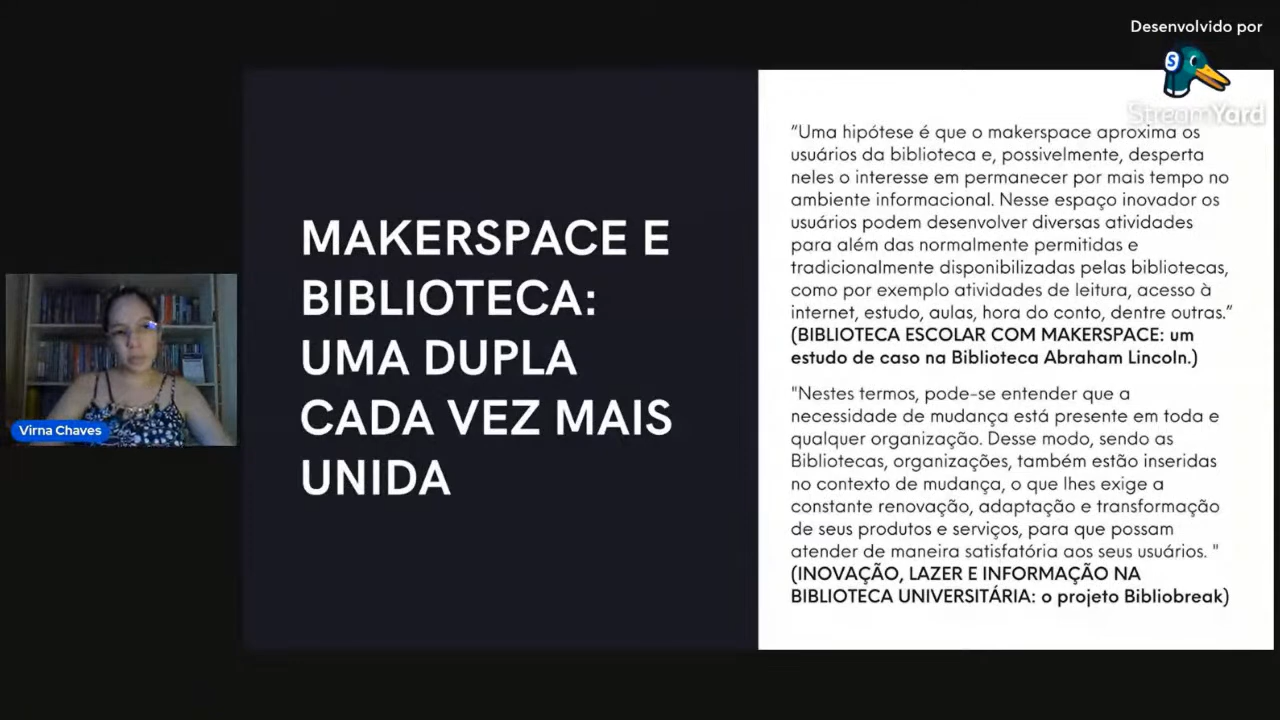 Desenvolvido por
StreamYard
MAKERSPACE E
BIBLIOTECA:
UMA DUPLA
CADA VEZ MAIS
UNIDA
“Uma hipótese é que o makerspace aproxima os
usuários da biblioteca e, possivelmente, desperta
neles o interesse em permanecer por mais tempo no
ambiente informacional. Nesse espaço inovador os
usuários podem desenvolver diversas atividades
para além das normalmente permitidas e
tradicionalmente disponibilizadas pelas bibliotecas,
como por exemplo atividades de leitura, acesso à
internet, estudo, aulas, hora do conto, dentre outras.”
(BIBLIOTECA ESCOLAR COM MAKERSPACE: um
estudo de caso na Biblioteca Abraham Lincoln.)
"Nestes termos, pode-se entender que a
necessidade de mudança está presente em toda e
qualquer organização. Desse modo, sendo as
Bibliotecas, organizações, também estão inseridas
no contexto de mudança, o que lhes exige a
constante renovação, adaptação e transformação
de seus produtos e serviços, para que possam
atender de maneira satisfatória aos seus usuários. "
(INOVAÇÃO, LAZER E INFORMAÇÃO NA
BIBLIOTECA UNIVERSITÁRIA: o projeto Bibliobreak)
Virna Chaves